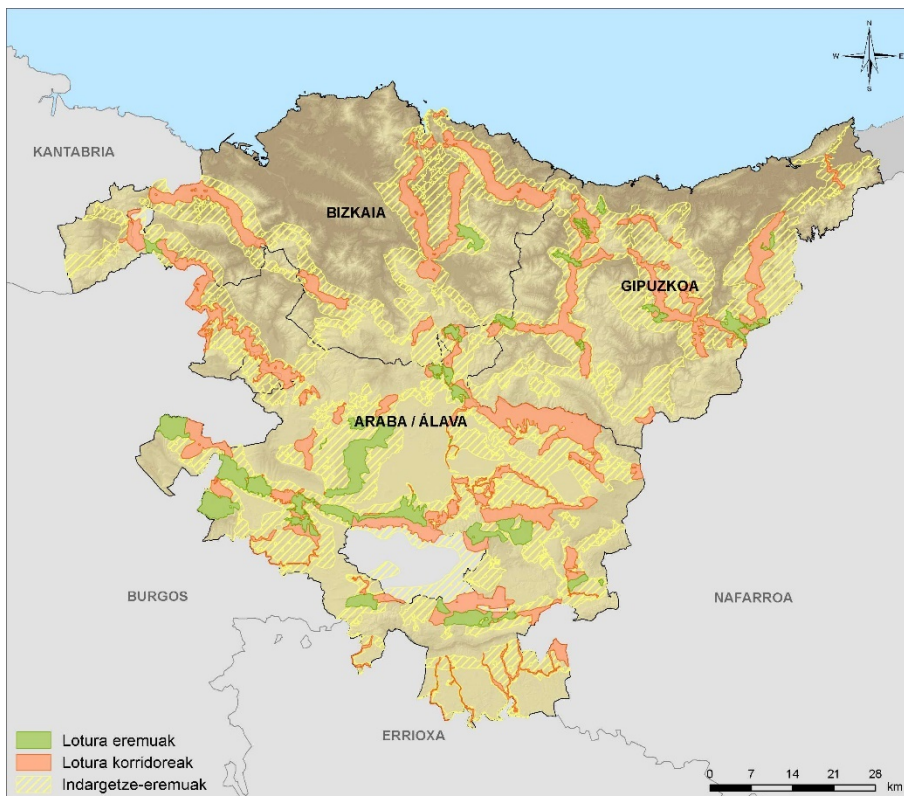 N
W E
S
KANTABRIA
BIZKAIA
GIPUZKOA
ARABA / ÁLAVA
BURGOS
NAFARROA
ERRIOXA
Lotura eremuak
Lotura korridoreak
Indargetze-eremuak
0 7 14 21 28
km